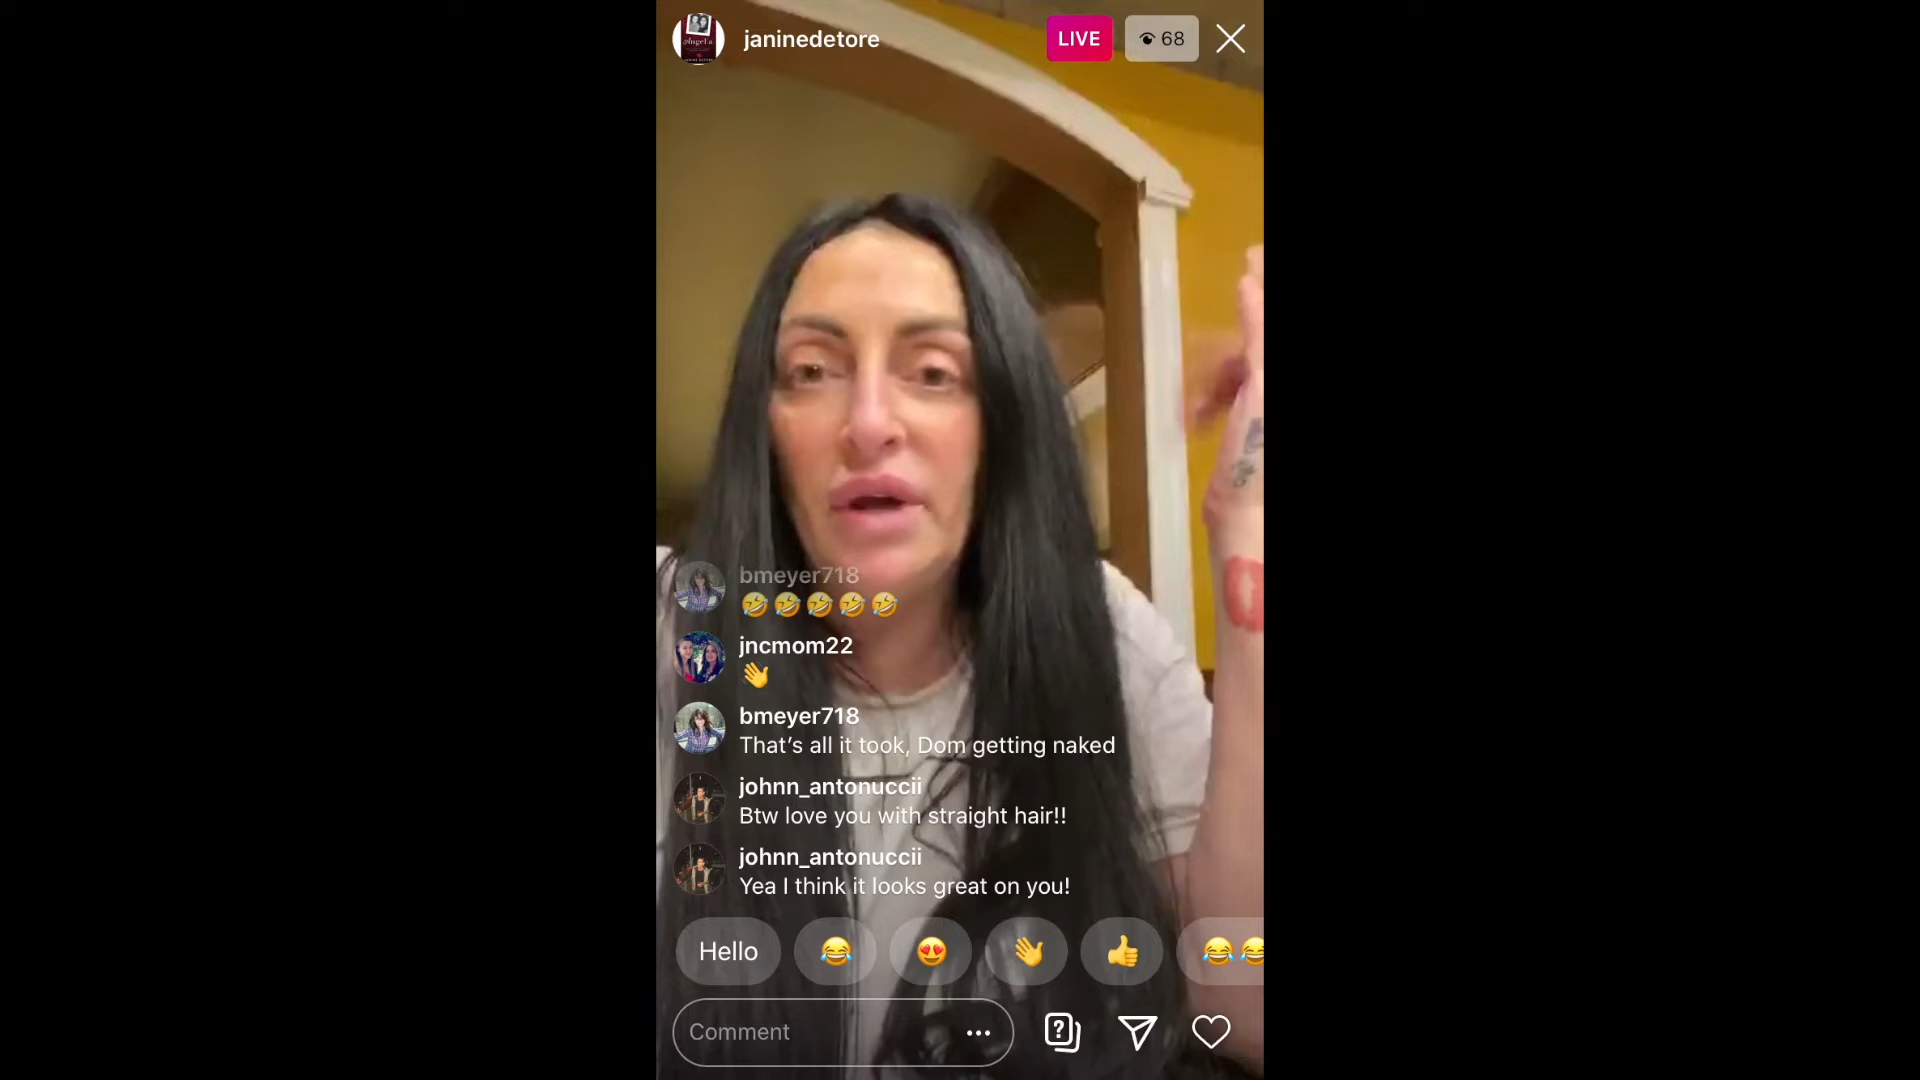 janinedetore
LIVE
68
bmeyer718
🤣🤣🤣🤣🤣
jncmom22
👋
bmeyer718
That’s all it took, Dom getting naked
johnn_antonuccii
Btw love you with straight hair!!
johnn_antonuccii
Yea I think it looks great on you!
Hello
😂
😍
👋
👍
😂😂
Comment